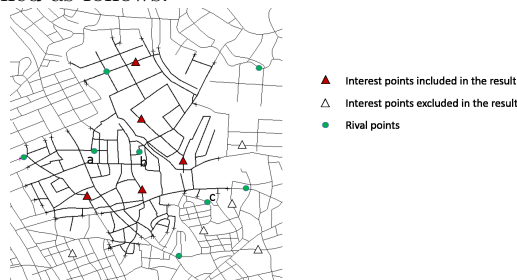 Interest points included in the result
Interest points excluded in the result
Rival points
a
b
c